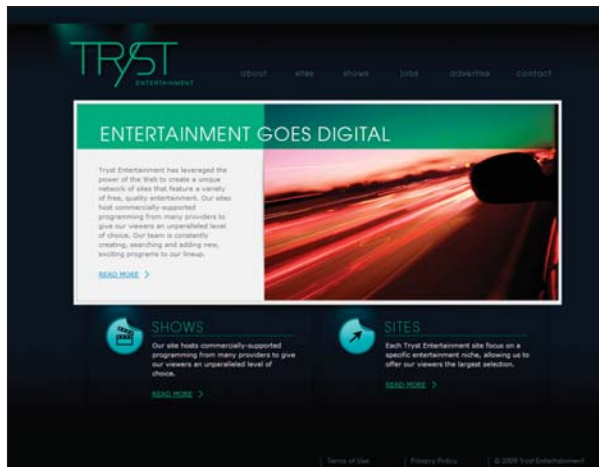 TRYST
ENTERTAINMENT
about sites shows jobs advertise contact
ENTERTAINMENT GOES DIGITAL
Tryst Entertainment has leveraged the
power of the Web to create a unique
network of sites that feature a variety
of free, quality entertainment. Our sites
host commercially-supported
programming from many providers to
give our viewers an unparalleled level
of choice. Our team is constantly
creating, searching and adding new,
exciting programs to our lineup.
READ MORE >
SHOWS
Our site hosts commercially-supported
programming from many providers to give
our viewers an unparalleled level of
choice.
READ MORE >
SITES
Each Tryst Entertainment site focus on a
specific entertainment niche, allowing us to
offer our viewers the largest selection.
READ MORE >
| Terms of Use | Privacy Policy | © 2009 Tryst Entertainment